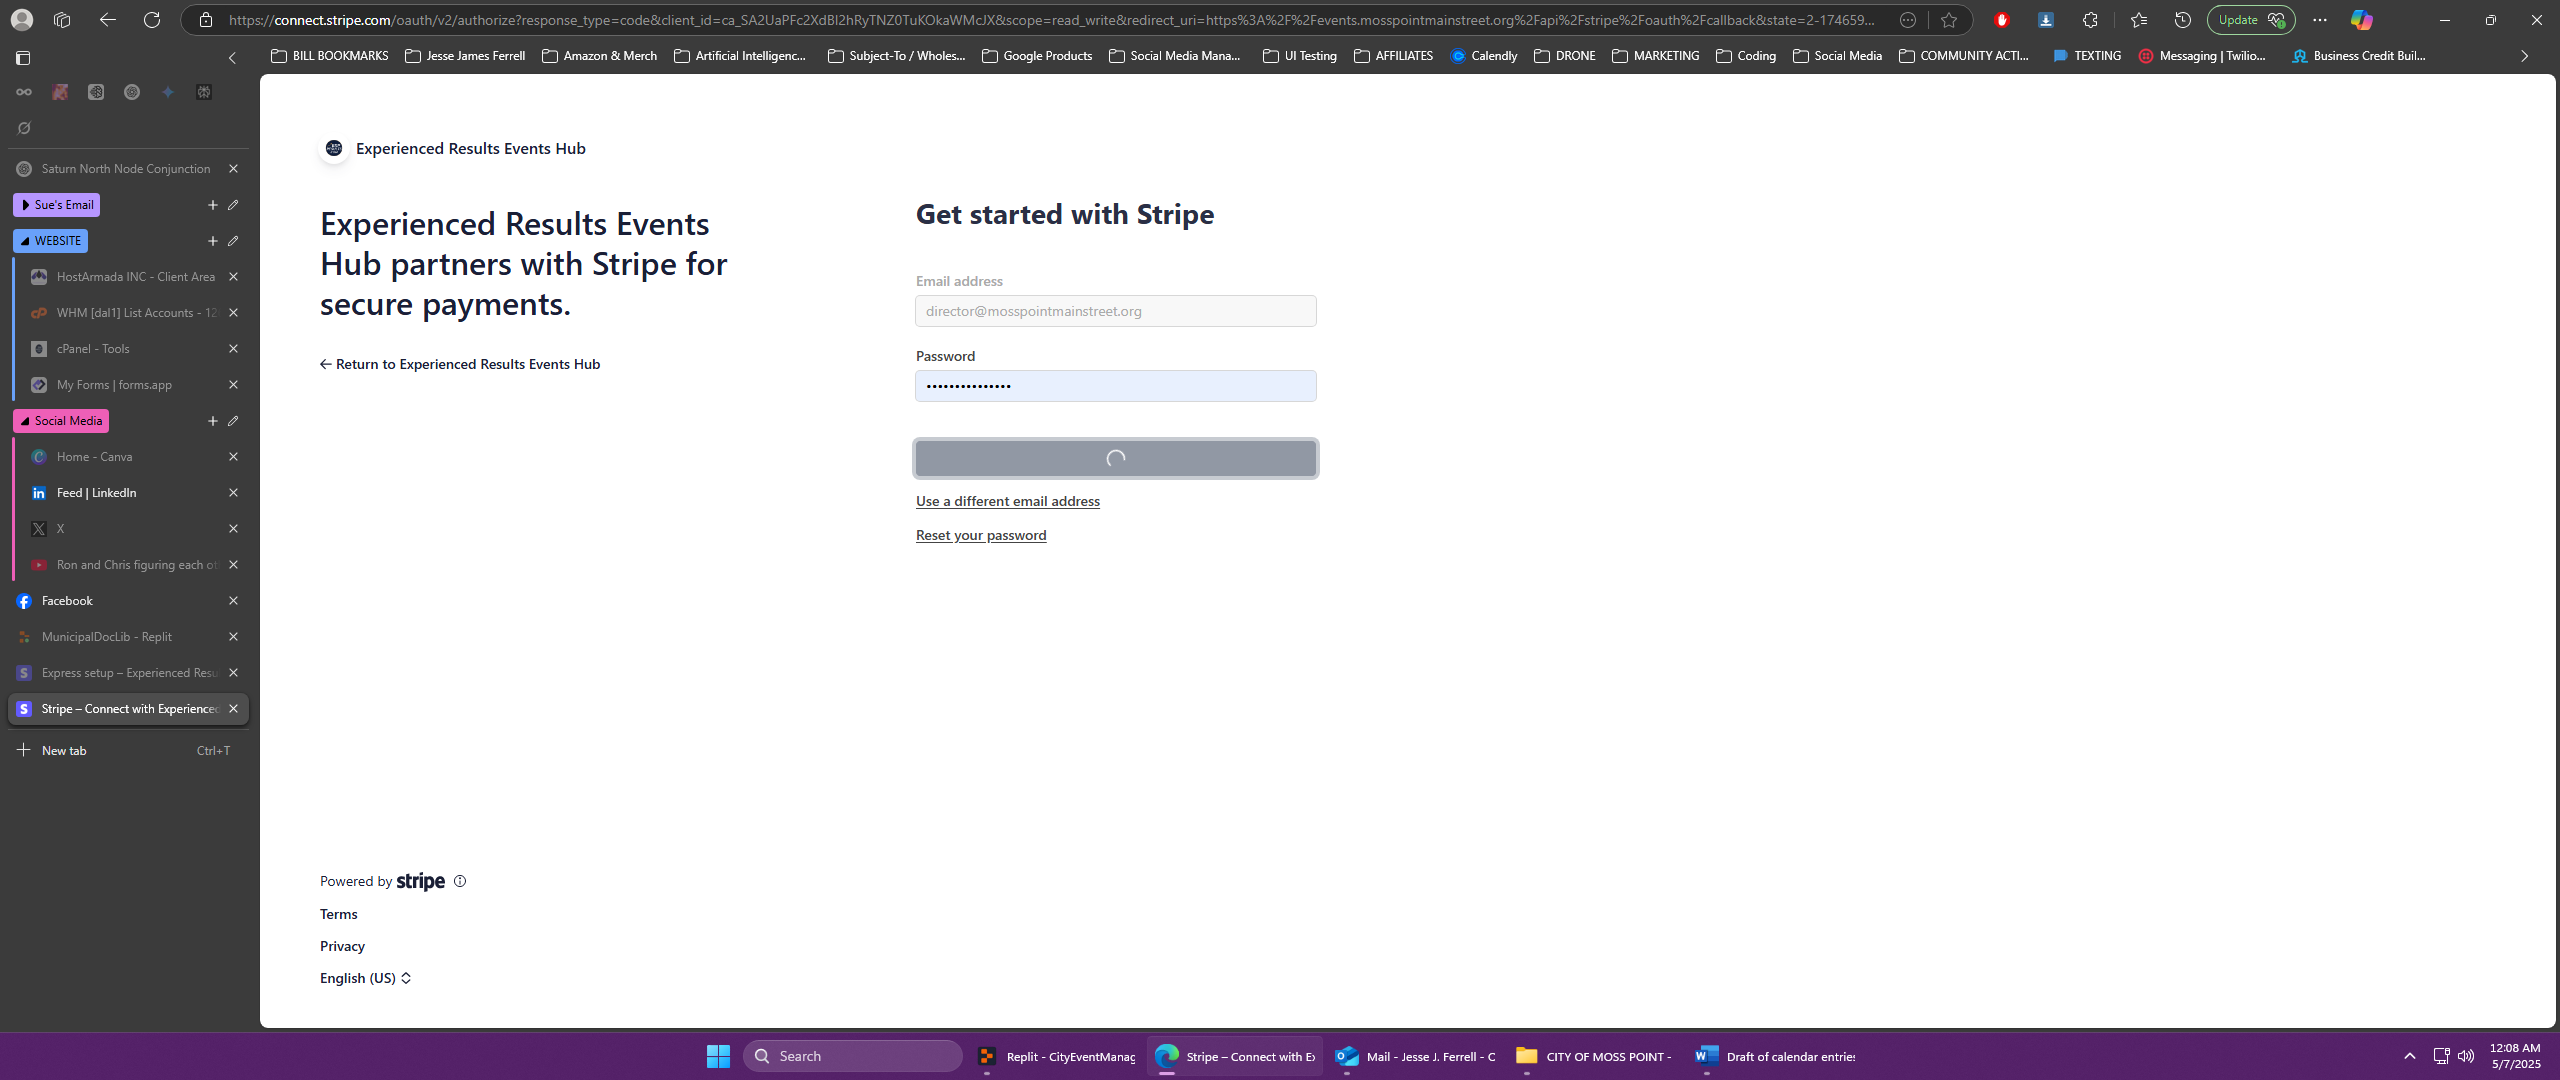 https://connect.stripe.com/oauth/v2/authorize?response_type=code&client_id=ca_SA2UaPFc2XdBI2hRyTNZ0TuKOkaWMcJX&scope=read_write&redirect_uri=https%3A%2F%2Fevents.mosspointmainstreet.org%2Fapi%2Fstripe%2Foauth%2Fcallback&state=2-174659...
Update
BILL BOOKMARKS
Jesse James Ferrell
Amazon & Merch
Artificial Intelligenc...
Subject-To / Wholes...
Google Products
Social Media Mana...
UI Testing
AFFILIATES
Calendly
DRONE
MARKETING
Coding
Social Media
COMMUNITY ACTI...
TEXTING
Messaging | Twilio...
Business Credit Buil...
Saturn North Node Conjunction
Sue's Email
WEBSITE
HostArmada INC - Client Area
WHM [dal1] List Accounts - 12
cPanel - Tools
My Forms | forms.app
Social Media
Home - Canva
Feed | LinkedIn
X
Ron and Chris figuring each ot
Facebook
MunicipalDocLib - Replit
Express setup – Experienced Resu
Stripe – Connect with Experienced
New tab
Ctrl+T
Experienced Results Events Hub
Experienced Results Events
Hub partners with Stripe for
secure payments.
← Return to Experienced Results Events Hub
Get started with Stripe
Email address
director@mosspointmainstreet.org
Password
•••••••••••••••
Use a different email address
Reset your password
Powered by stripe
Terms
Privacy
English (US)
Search
Replit - CityEventManag
Stripe – Connect with Ex
Mail - Jesse J. Ferrell - O
CITY OF MOSS POINT -
Draft of calendar entries
12:08 AM
5/7/2025